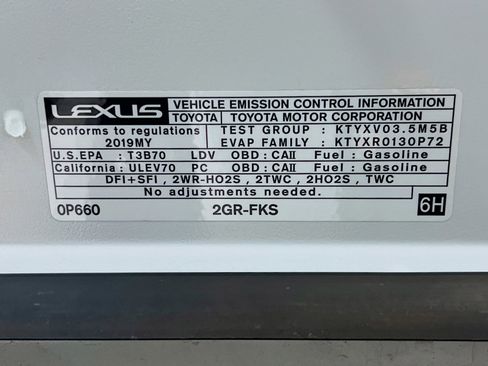 LEXUS VEHICLE EMISSION CONTROL INFORMATION
TOYOTA TOYOTA MOTOR CORPORATION
Conforms to regulations TEST GROUP : KTYXV03.5M5B
2019MY EVAP FAMILY : KTYXR0130P72
U.S.EPA : T3B70 LDV OBD : CAII Fuel : Gasoline
California : ULEV70 PC OBD : CAII Fuel : Gasoline
DFI+SFI , 2WR-HO2S , 2TWC , 2HO2S , TWC
No adjustments needed.
0P660 2GR-FKS 6H